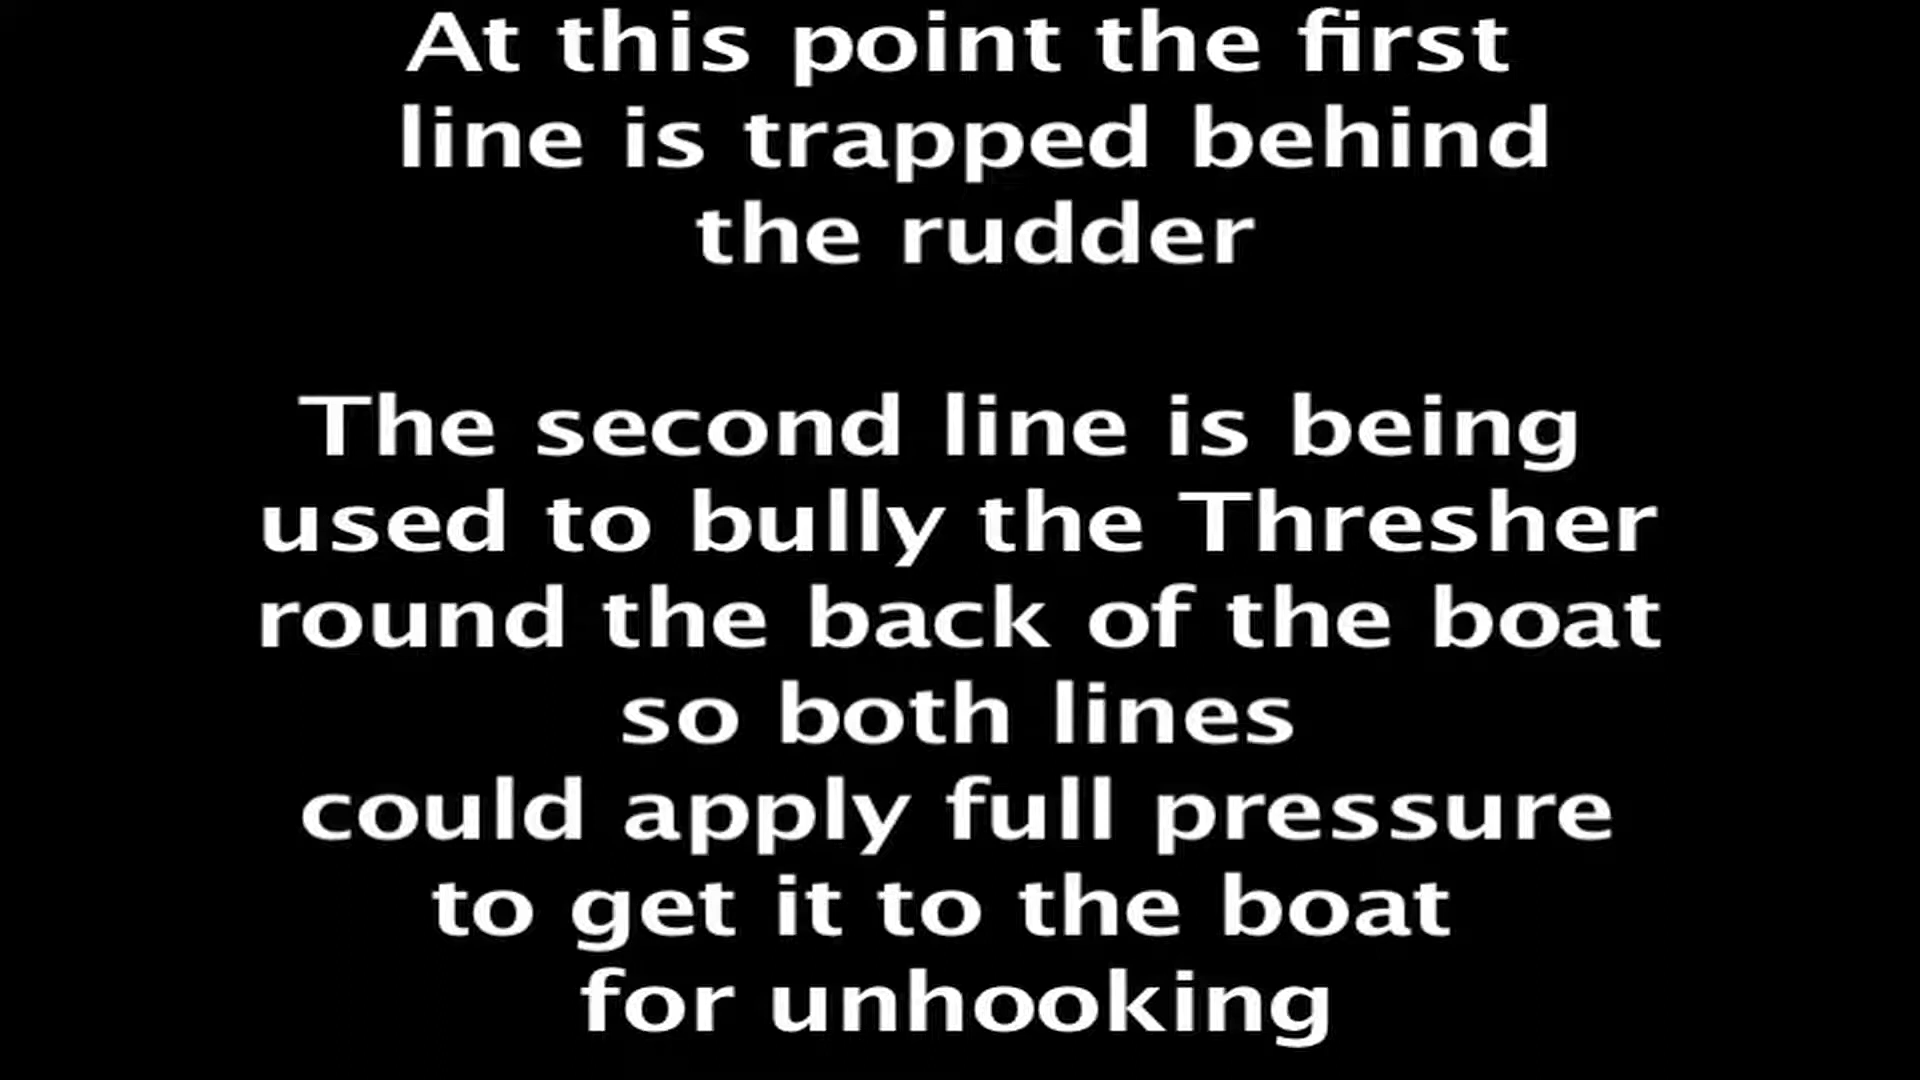 At this point the first
line is trapped behind
the rudder
The second line is being
used to bully the Thresher
round the back of the boat
so both lines
could apply full pressure
to get it to the boat
for unhooking